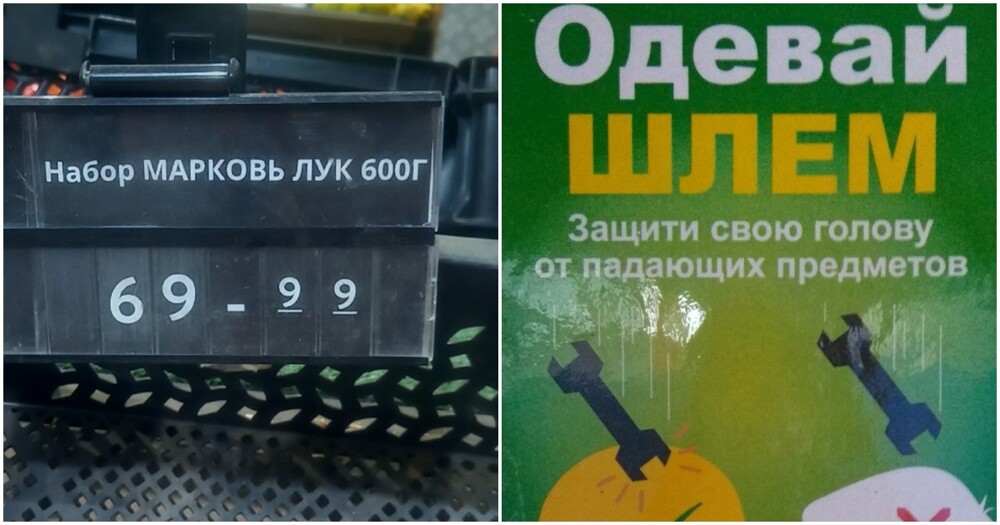 Набор МАРКОВЬ ЛУК 600Г
69-99
Одевай
ШЛЕМ
Защити свою голову
от падающих предметов